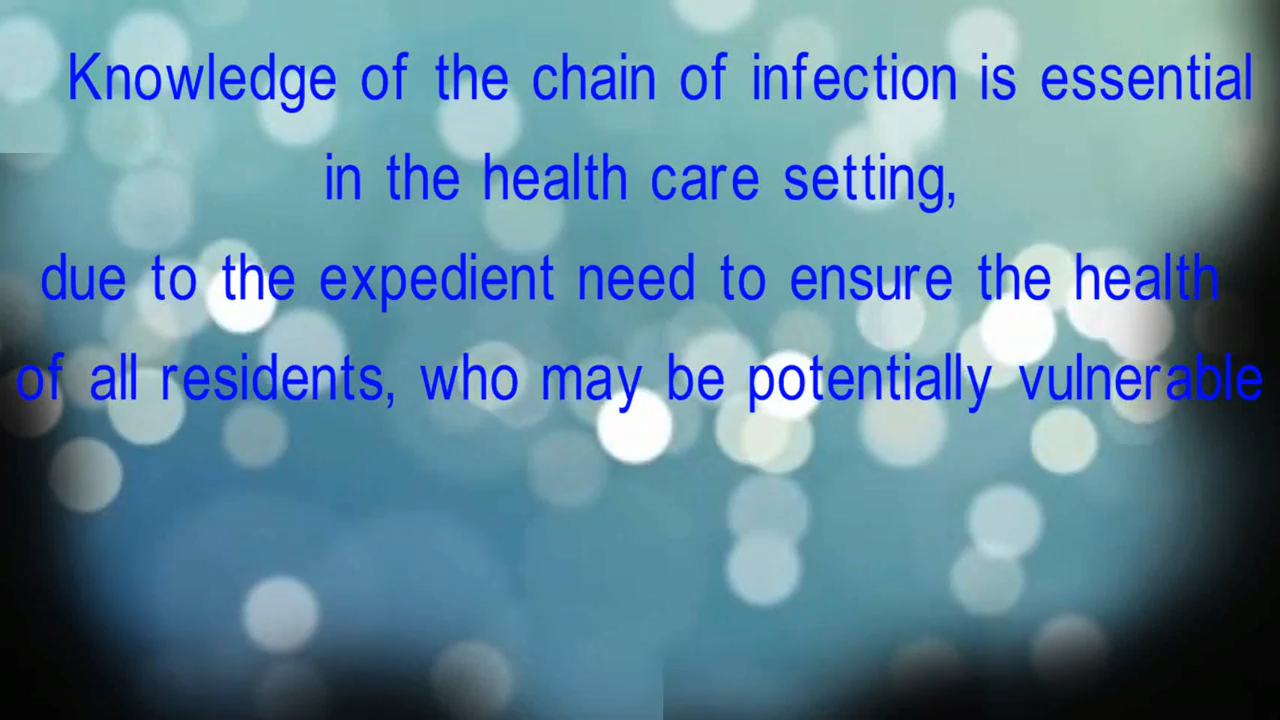 Knowledge of the chain of infection is essential
in the health care setting,
due to the expedient need to ensure the health
of all residents, who may be potentially vulnerable